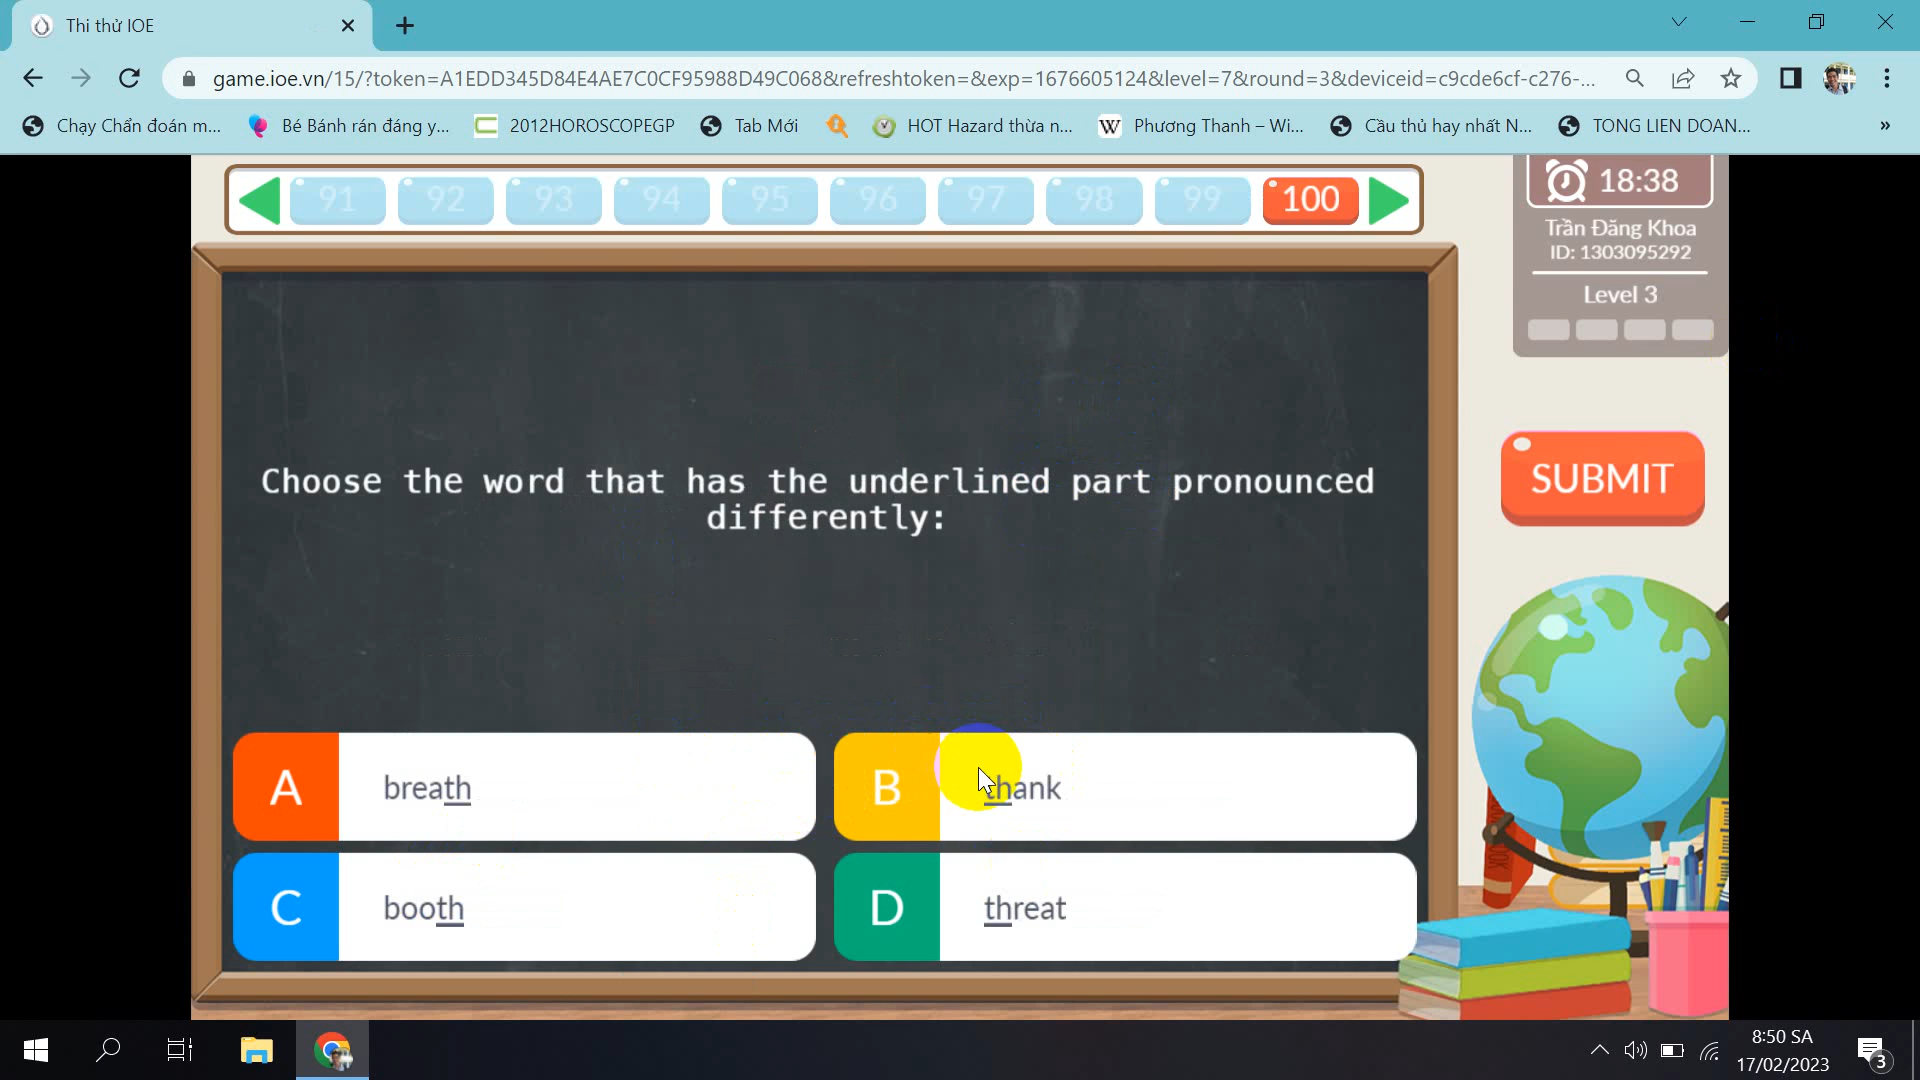 Thi thử IOE
game.ioe.vn/15/?token=A1EDD345D84E4AE7C0CF95988D49C068&refreshtoken=&exp=1676605124&level=7&round=3&deviceid=c9cde6cf-c276-...
Chạy Chẩn đoán m... Bé Bánh rán đáng y... 2012HOROSCOPEGP Tab Mới HOT Hazard thừa n... W Phương Thanh – Wi... Cầu thủ hay nhất N... TONG LIEN DOAN... »
91 92 93 94 95 96 97 98 99 100
18:38
Trần Đăng Khoa
ID: 1303095292
Level 3
Choose the word that has the underlined part pronounced
differently:
SUBMIT
A breath
B thank
C booth
D threat
8:50 SA
17/02/2023
3